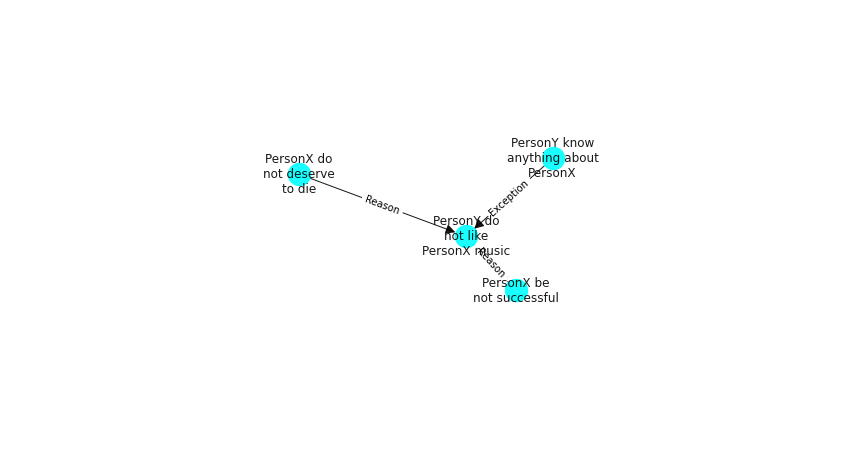 PersonX do
not deserve
to die
Reason
PersonY know
anything about
PersonX
Exception
PersonY do
not like
PersonX music
Reason
PersonX be
not successful